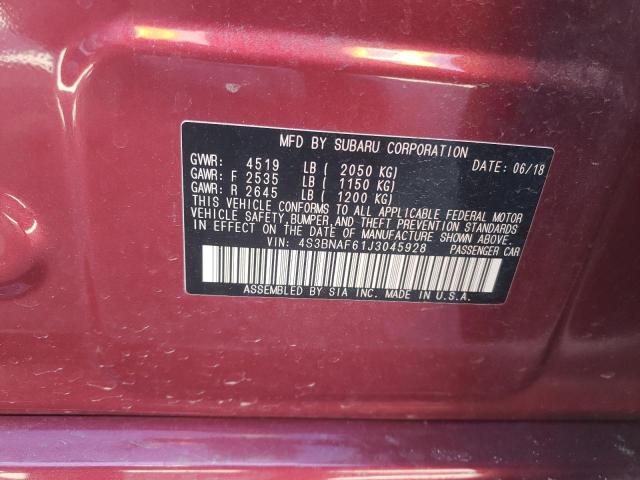 MFD BY SUBARU CORPORATION
GVWR: 4519 LB ( 2050 KG) DATE: 06/18
GAWR: F 2535 LB ( 1150 KG)
GAWR: R 2645 LB ( 1200 KG)
THIS VEHICLE CONFORMS TO ALL APPLICABLE FEDERAL MOTOR
VEHICLE SAFETY, BUMPER, AND THEFT PREVENTION STANDARDS
IN EFFECT ON THE DATE OF MANUFACTURE SHOWN ABOVE.
VIN: 4S3BNAF61J3045928 PASSENGER CAR
ASSEMBLED BY SIA INC. MADE IN U.S.A.